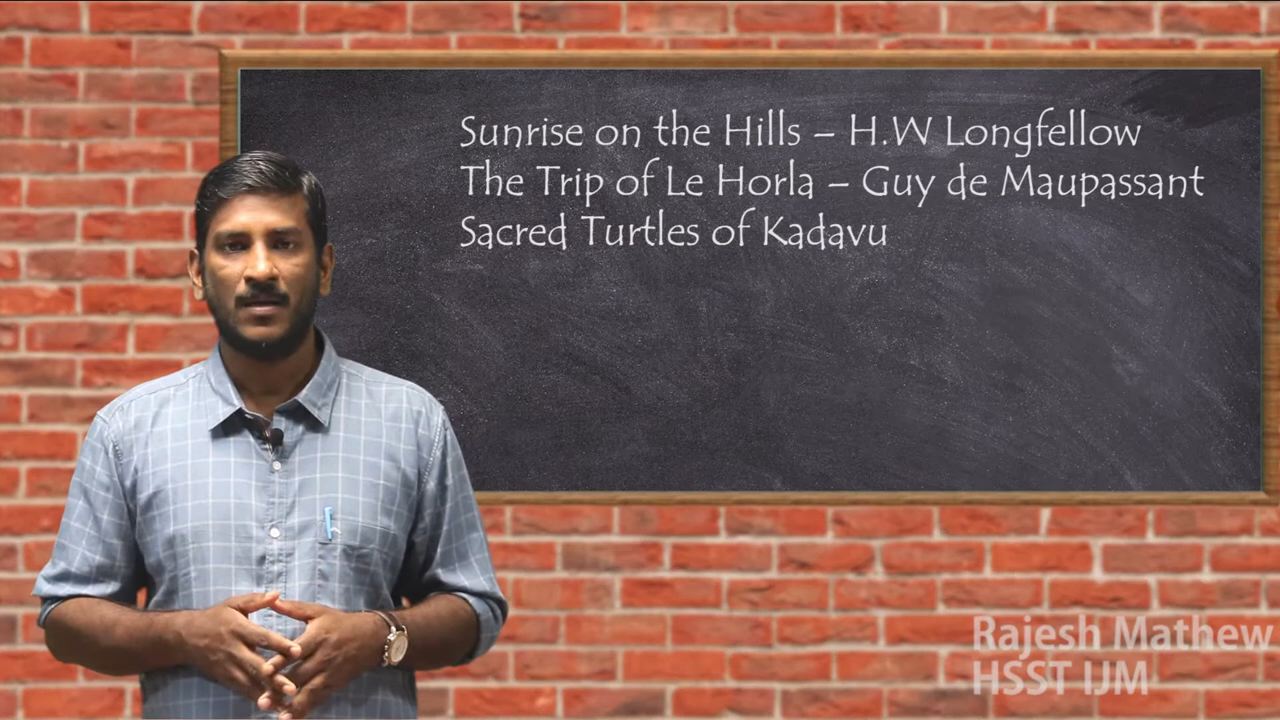 Sunrise on the Hills – H.W Longfellow
The Trip of Le Horla – Guy de Maupassant
Sacred Turtles of Kadavu
Rajesh Mathew
HSST IJM